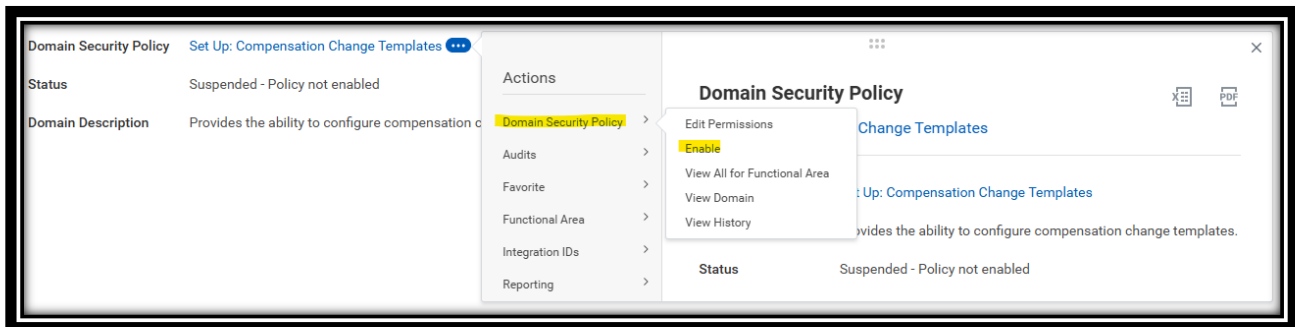 Domain Security Policy Set Up: Compensation Change Templates
Status Suspended - Policy not enabled
Domain Description Provides the ability to configure compensation c
Actions
Domain Security Policy
Audits
Favorite
Functional Area
Integration IDs
Reporting
Edit Permissions
Enable
View All for Functional Area
View Domain
View History
Domain Security Policy
PDF
Change Templates
t Up: Compensation Change Templates
ovides the ability to configure compensation change templates.
Status Suspended - Policy not enabled